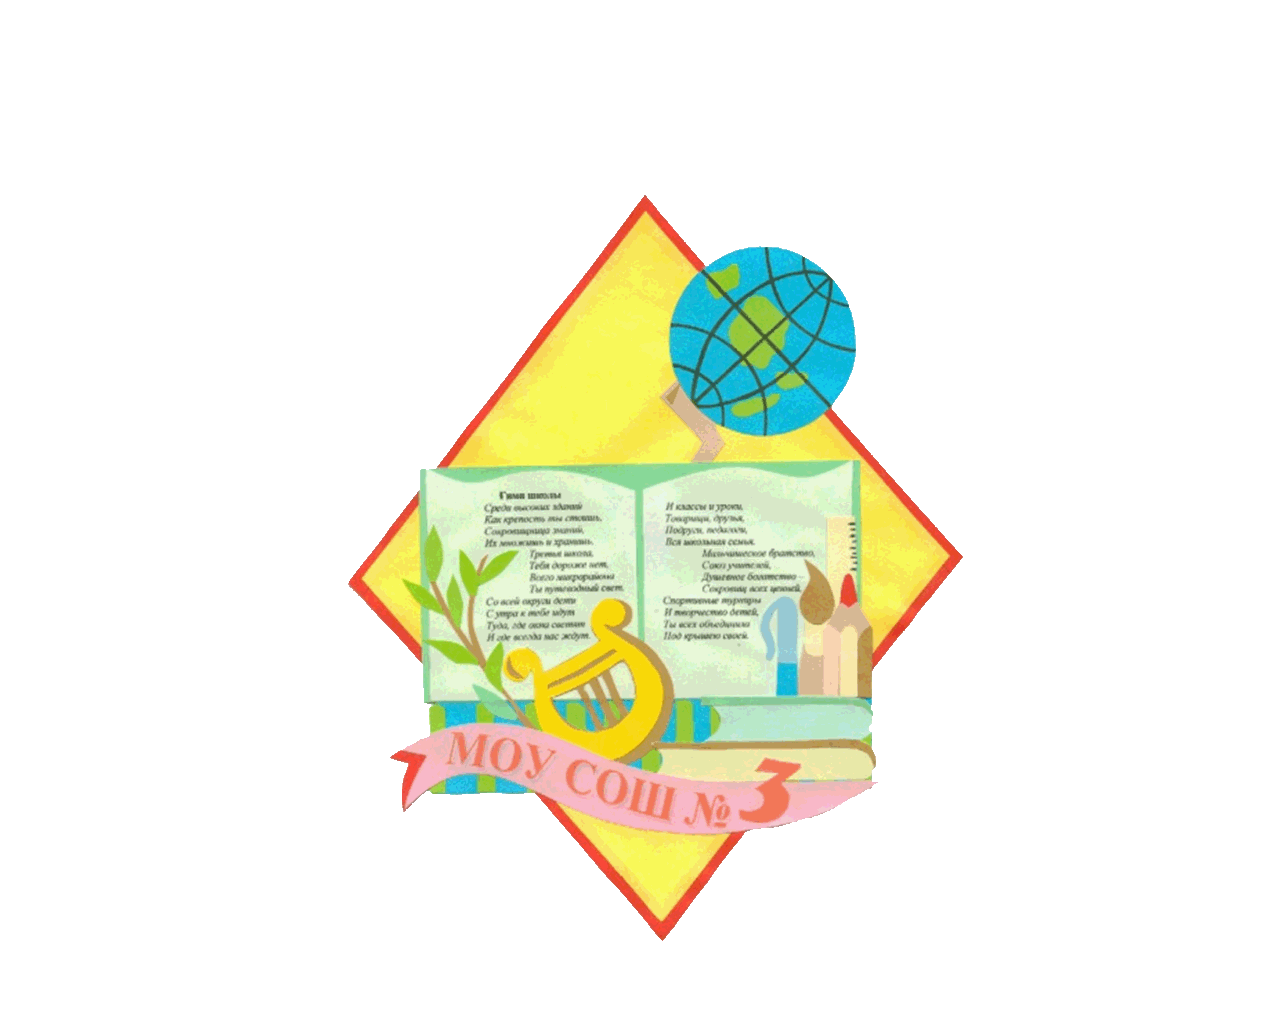 Гимн школы
Среди высоких зданий
Как крепость ты стоишь,
Сокровищница знаний,
Их множишь и хранишь.
Третья школа,
Тебя дороже нет,
Всего микрорайона
Ты путеводный свет.
Со всей округи дети
С утра к тебе идут
Туда, где окна светят
И где всегда нас ждут.
И классы и уроки,
Товарищи, друзья,
Подруги, педагоги,
Вся школьная семья.
Мальчишеское братство,
Союз учителей,
Душевное богатство –
Сокровищ всех ценней.
Спортивные турниры
И творчество детей,
Ты всех объединила
Под крышею своей.
МОУ СОШ № 3